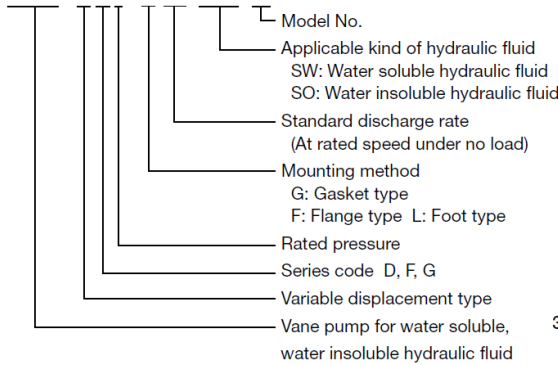 Model No.
Applicable kind of hydraulic fluid
SW: Water soluble hydraulic fluid
SO: Water insoluble hydraulic fluid
Standard discharge rate
(At rated speed under no load)
Mounting method
G: Gasket type
F: Flange type L: Foot type
Rated pressure
Series code D, F, G
Variable displacement type
Vane pump for water soluble,
water insoluble hydraulic fluid